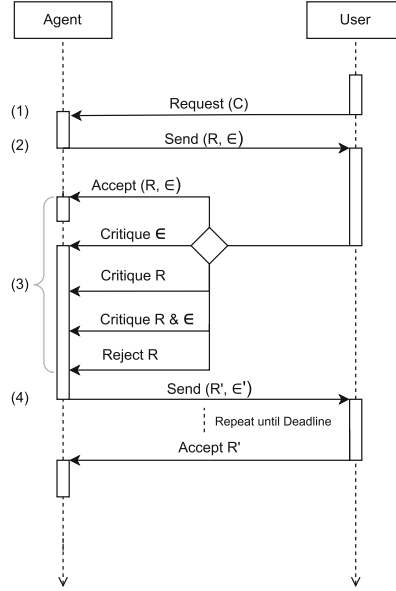 Agent
User
(1)
Request (C)
(2)
Send (R, ∈)
Accept (R, ∈)
Critique ∈
(3)
Critique R
Critique R & ∈
Reject R
(4)
Send (R', ∈')
Repeat until Deadline
Accept R'